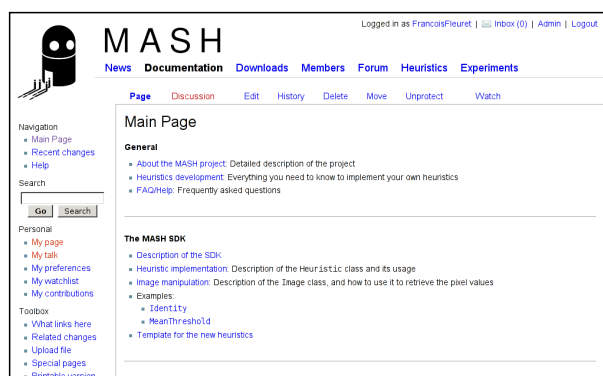 Logged in as FrancoisFleuret | Inbox (0) | Admin | Logout
MASH
News Documentation Downloads Members Forum Heuristics Experiments
Page Discussion Edit History Delete Move Unprotect Watch
Main Page
General
About the MASH project: Detailed description of the project
Heuristics development: Everything you need to know to implement your own heuristics
FAQ/Help: Frequently asked questions
The MASH SDK
Description of the SDK
Heuristic implementation: Description of the Heuristic class and its usage
Image manipulation: Description of the Image class, and how to use it to retrieve the pixel values
Examples:
Identity
MeanThreshold
Template for the new heuristics
Navigation
Main Page
Recent changes
Help
Search
Go Search
Personal
My page
My talk
My preferences
My watchlist
My contributions
Toolbox
What links here
Related changes
Upload file
Special pages
Printable version